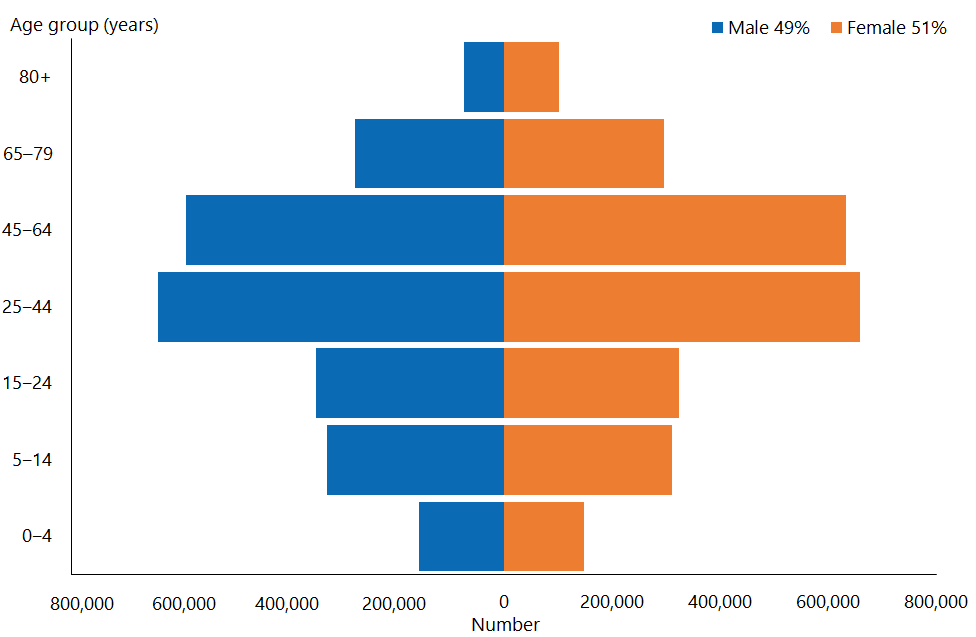 Age group (years)
Male 49% Female 51%
80+
65–79
45–64
25–44
15–24
5–14
0–4
800,000 600,000 400,000 200,000 0 200,000 400,000 600,000 800,000
Number